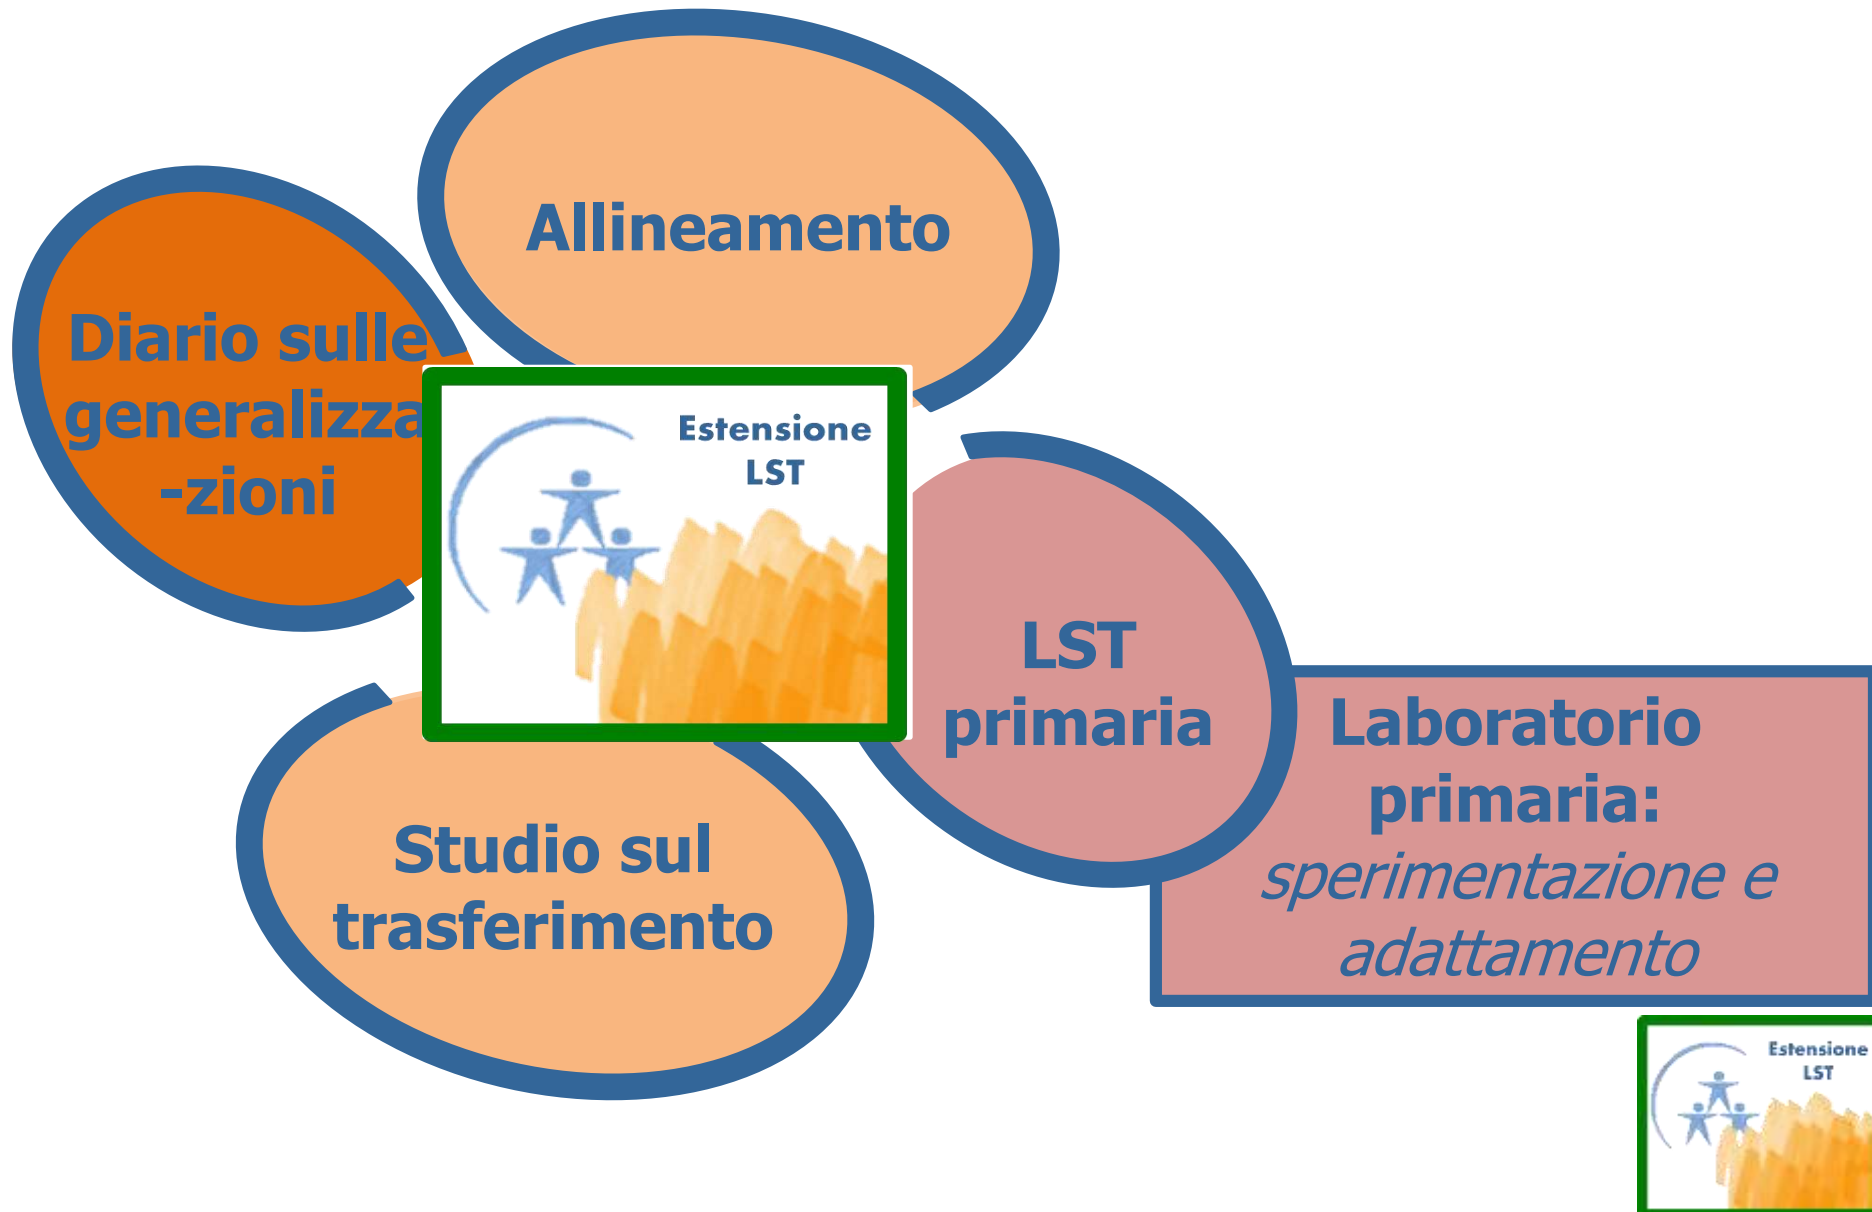 Allineamento
Diario sulle
generalizza
-zioni
Estensione
LST
LST
primaria
Laboratorio
primaria:
sperimentazione e
adattamento
Studio sul
trasferimento
Estensione
LST